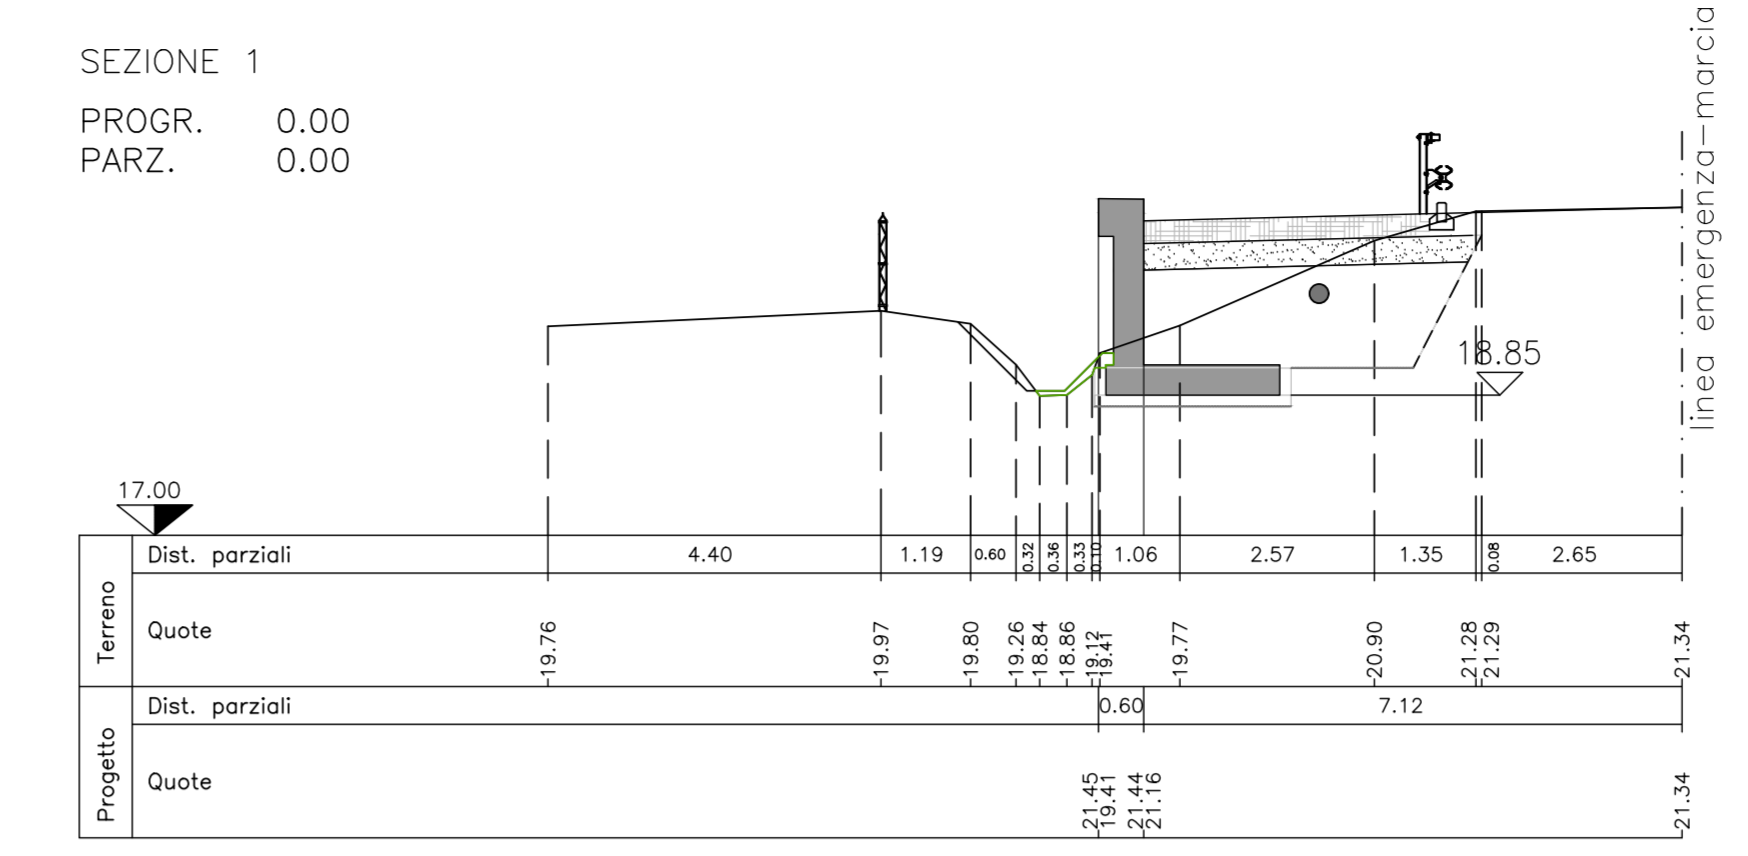 SEZIONE 1
PROGR. 0.00
PARZ. 0.00
linea emergenza-marcia
18.85
17.00
Terreno
Dist. parziali 4.40 1.19 0.60 0.32 0.36 0.33 0.10 1.06 2.57 1.35 0.08 2.65
Quote 19.76 19.97 19.80 19.26 18.84 18.86 19.12 19.41 19.77 20.90 21.28 21.29 21.34
Progetto
Dist. parziali 0.60 7.12
Quote 21.45 19.41 21.44 21.16 21.34